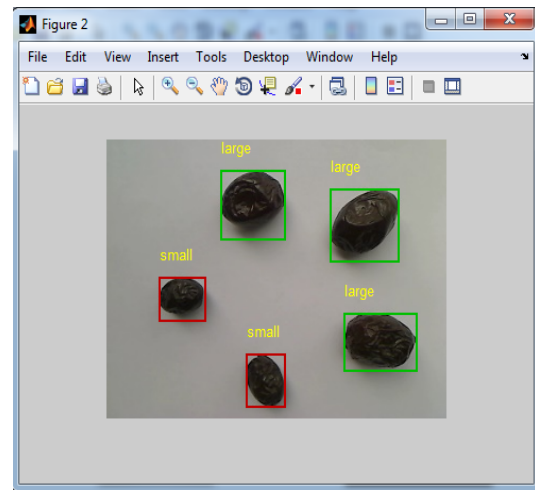 Figure 2
File Edit View Insert Tools Desktop Window Help
large
large
small
large
small